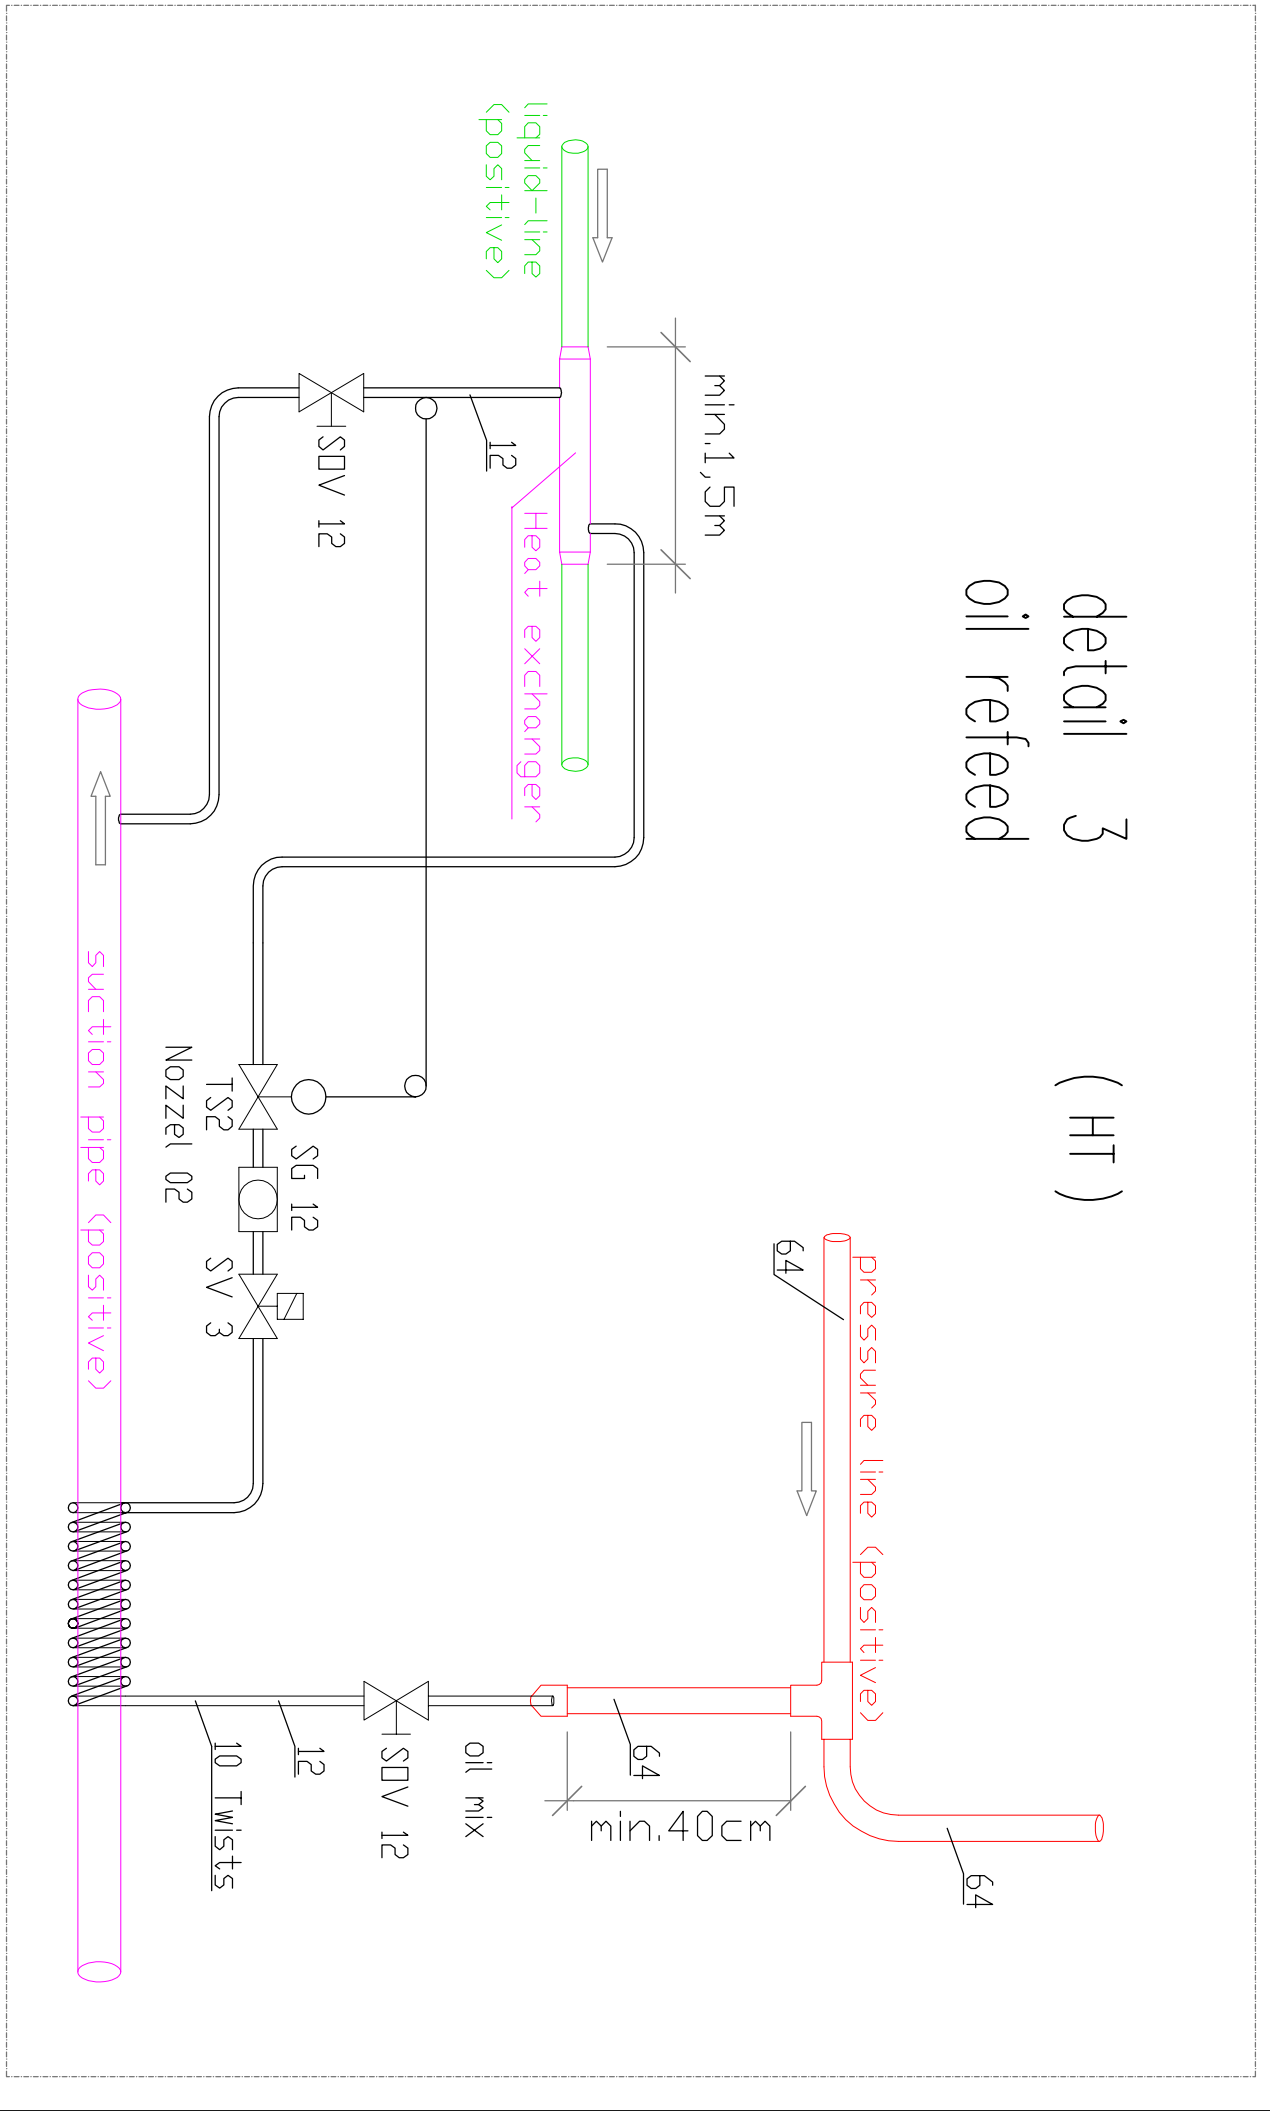 detail 3 (HT)
oil refeed
pressure line (positive)
64
64
min.1,5m
min.40cm
64
liquid-line
(positive)
Heat exchanger
12
oil mix
SOV 12
SOV 12
SG 12
12
TS2
SV 3
10 Twists
Nozzel 02
suction pipe (positive)